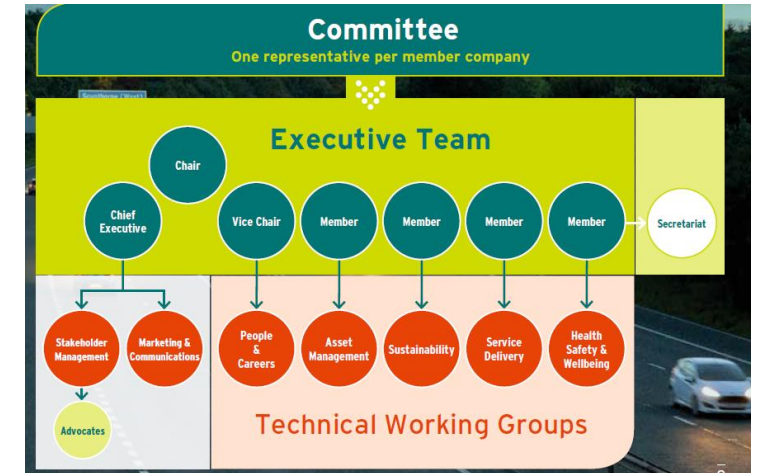 Committee
One representative per member company
Executive Team
Chair
Chief
Executive
Vice Chair
Member
Member
Member
Member
Secretariat
Stakeholder
Management
Marketing &
Communications
People
&
Careers
Asset
Management
Sustainability
Service
Delivery
Health
Safety &
Wellbeing
Advocates
Technical Working Groups